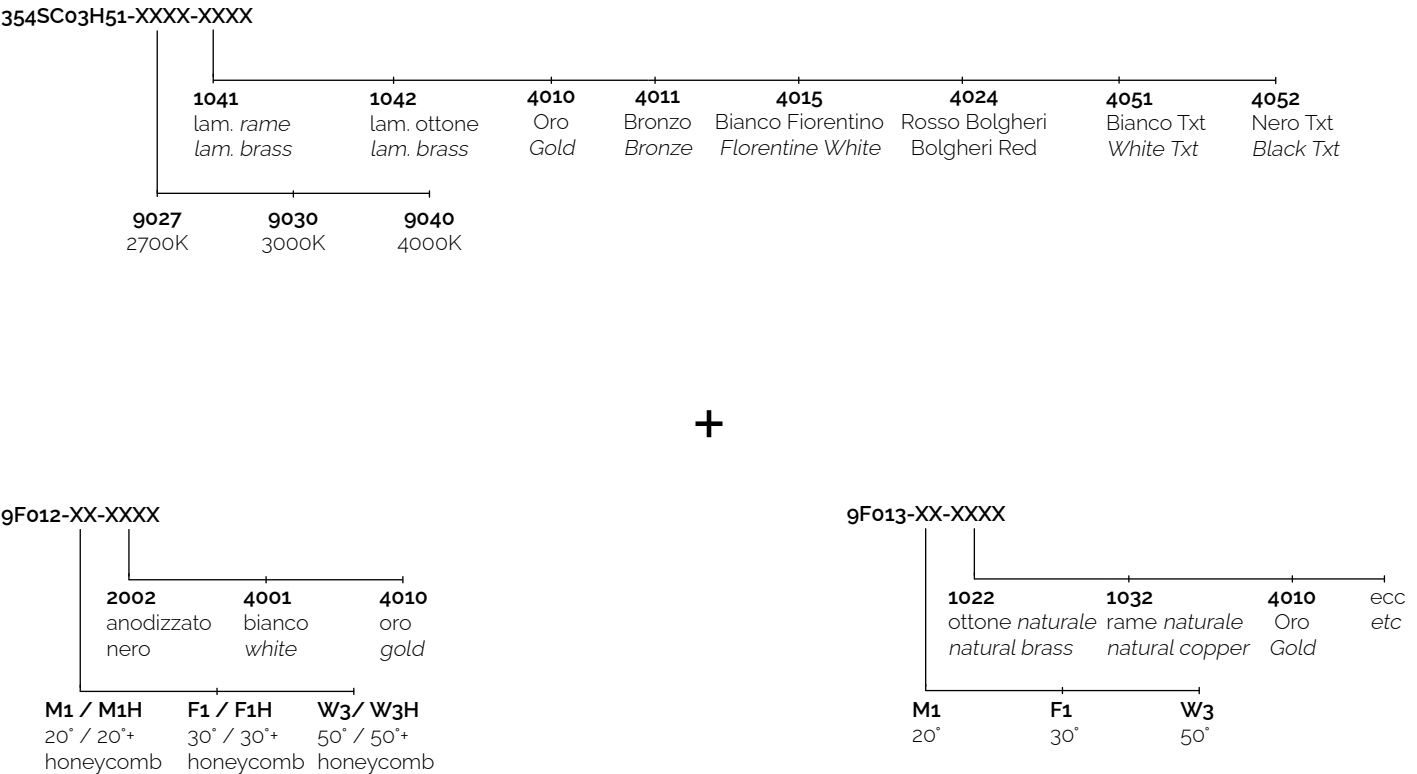 354SC03H51-XXXX-XXXX
1041 1042 4010 4011 4015 4024 4051 4052
lam. rame lam. ottone Oro Bronzo Bianco Fiorentino Rosso Bolgheri Bianco Txt Nero Txt
lam. brass lam. brass Gold Bronze Florentine White Bolgheri Red White Txt Black Txt
9027 9030 9040
2700K 3000K 4000K
+
9F012-XX-XXXX
2002 4001 4010
anodizzato bianco oro
nero white gold
M1 / M1H F1 / F1H W3/ W3H
20° / 20°+ 30° / 30°+ 50° / 50°+
honeycomb honeycomb honeycomb
9F013-XX-XXXX
1022 1032 4010 ecc
ottone naturale rame naturale Oro etc
natural brass natural copper Gold
M1 F1 W3
20° 30° 50°